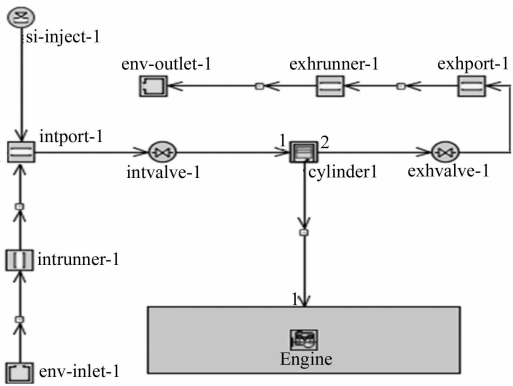 si-inject-1
env-outlet-1
exhrunner-1
exhport-1
intport-1
1
2
intvalve-1
cylinder1
exhvalve-1
intrunner-1
1
env-inlet-1
Engine